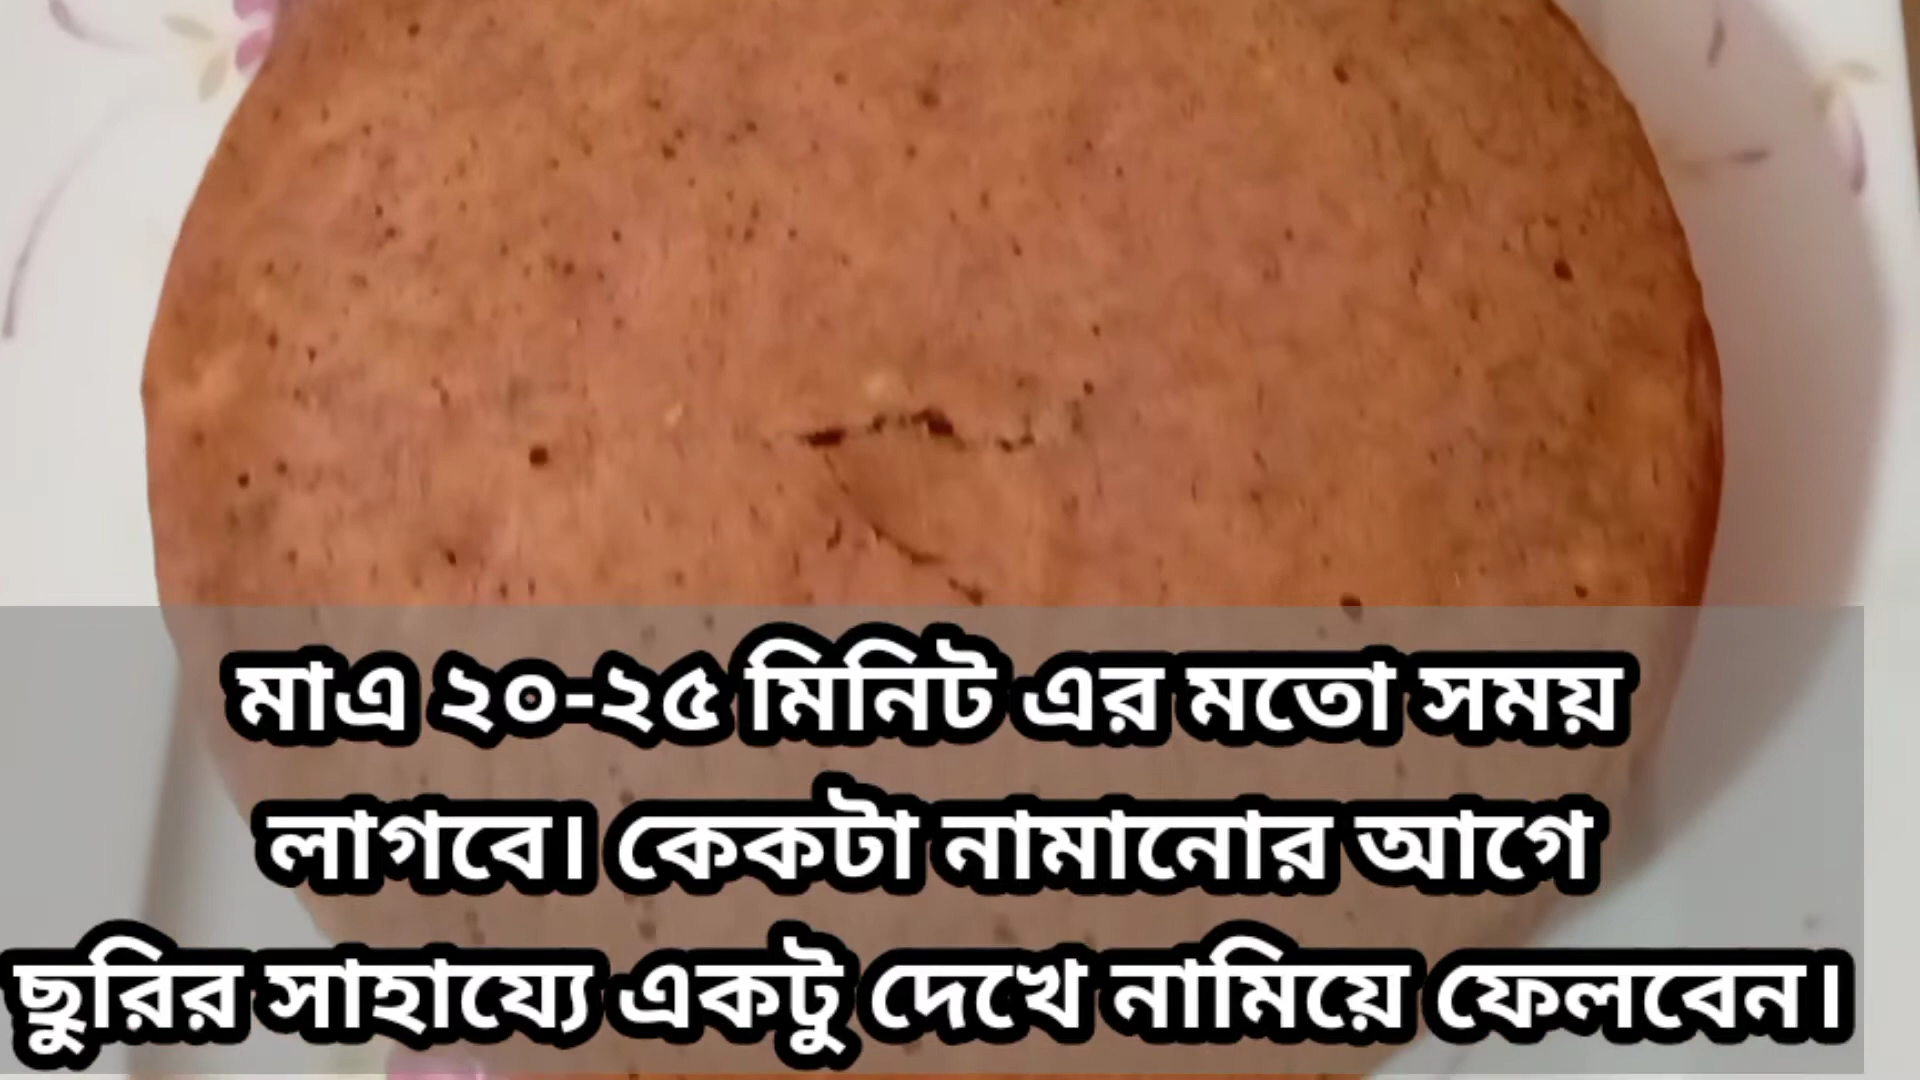 মাএ ২০-২৫ মিনিট এর মতো সময়
লাগবে। কেকটা নামানোর আগে
ছুরির সাহায্যে একটু দেখে নামিয়ে ফেলবেন।